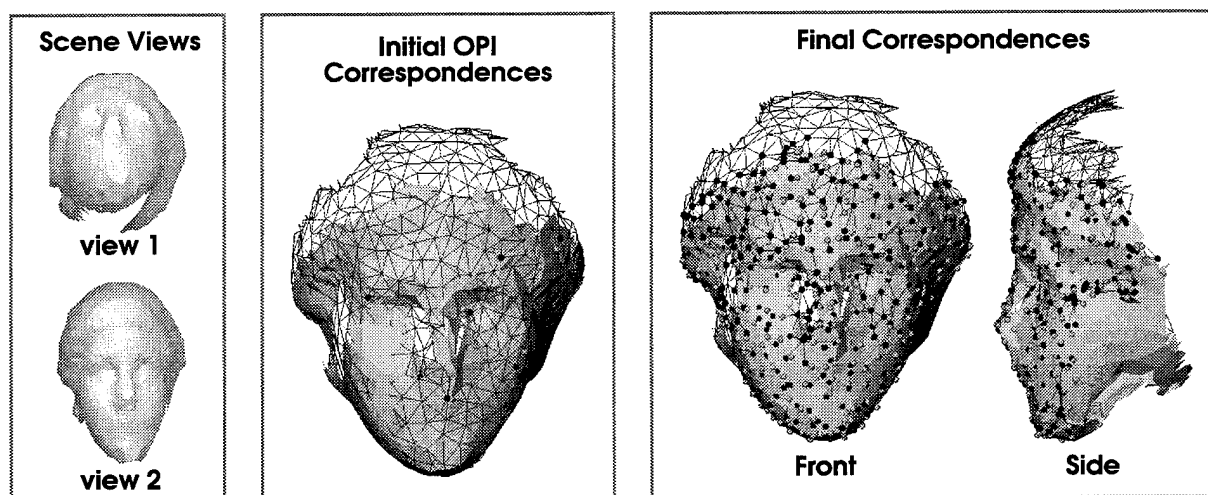 Scene Views
view 1
view 2
Initial OPI
Correspondences
Final Correspondences
Front
Side